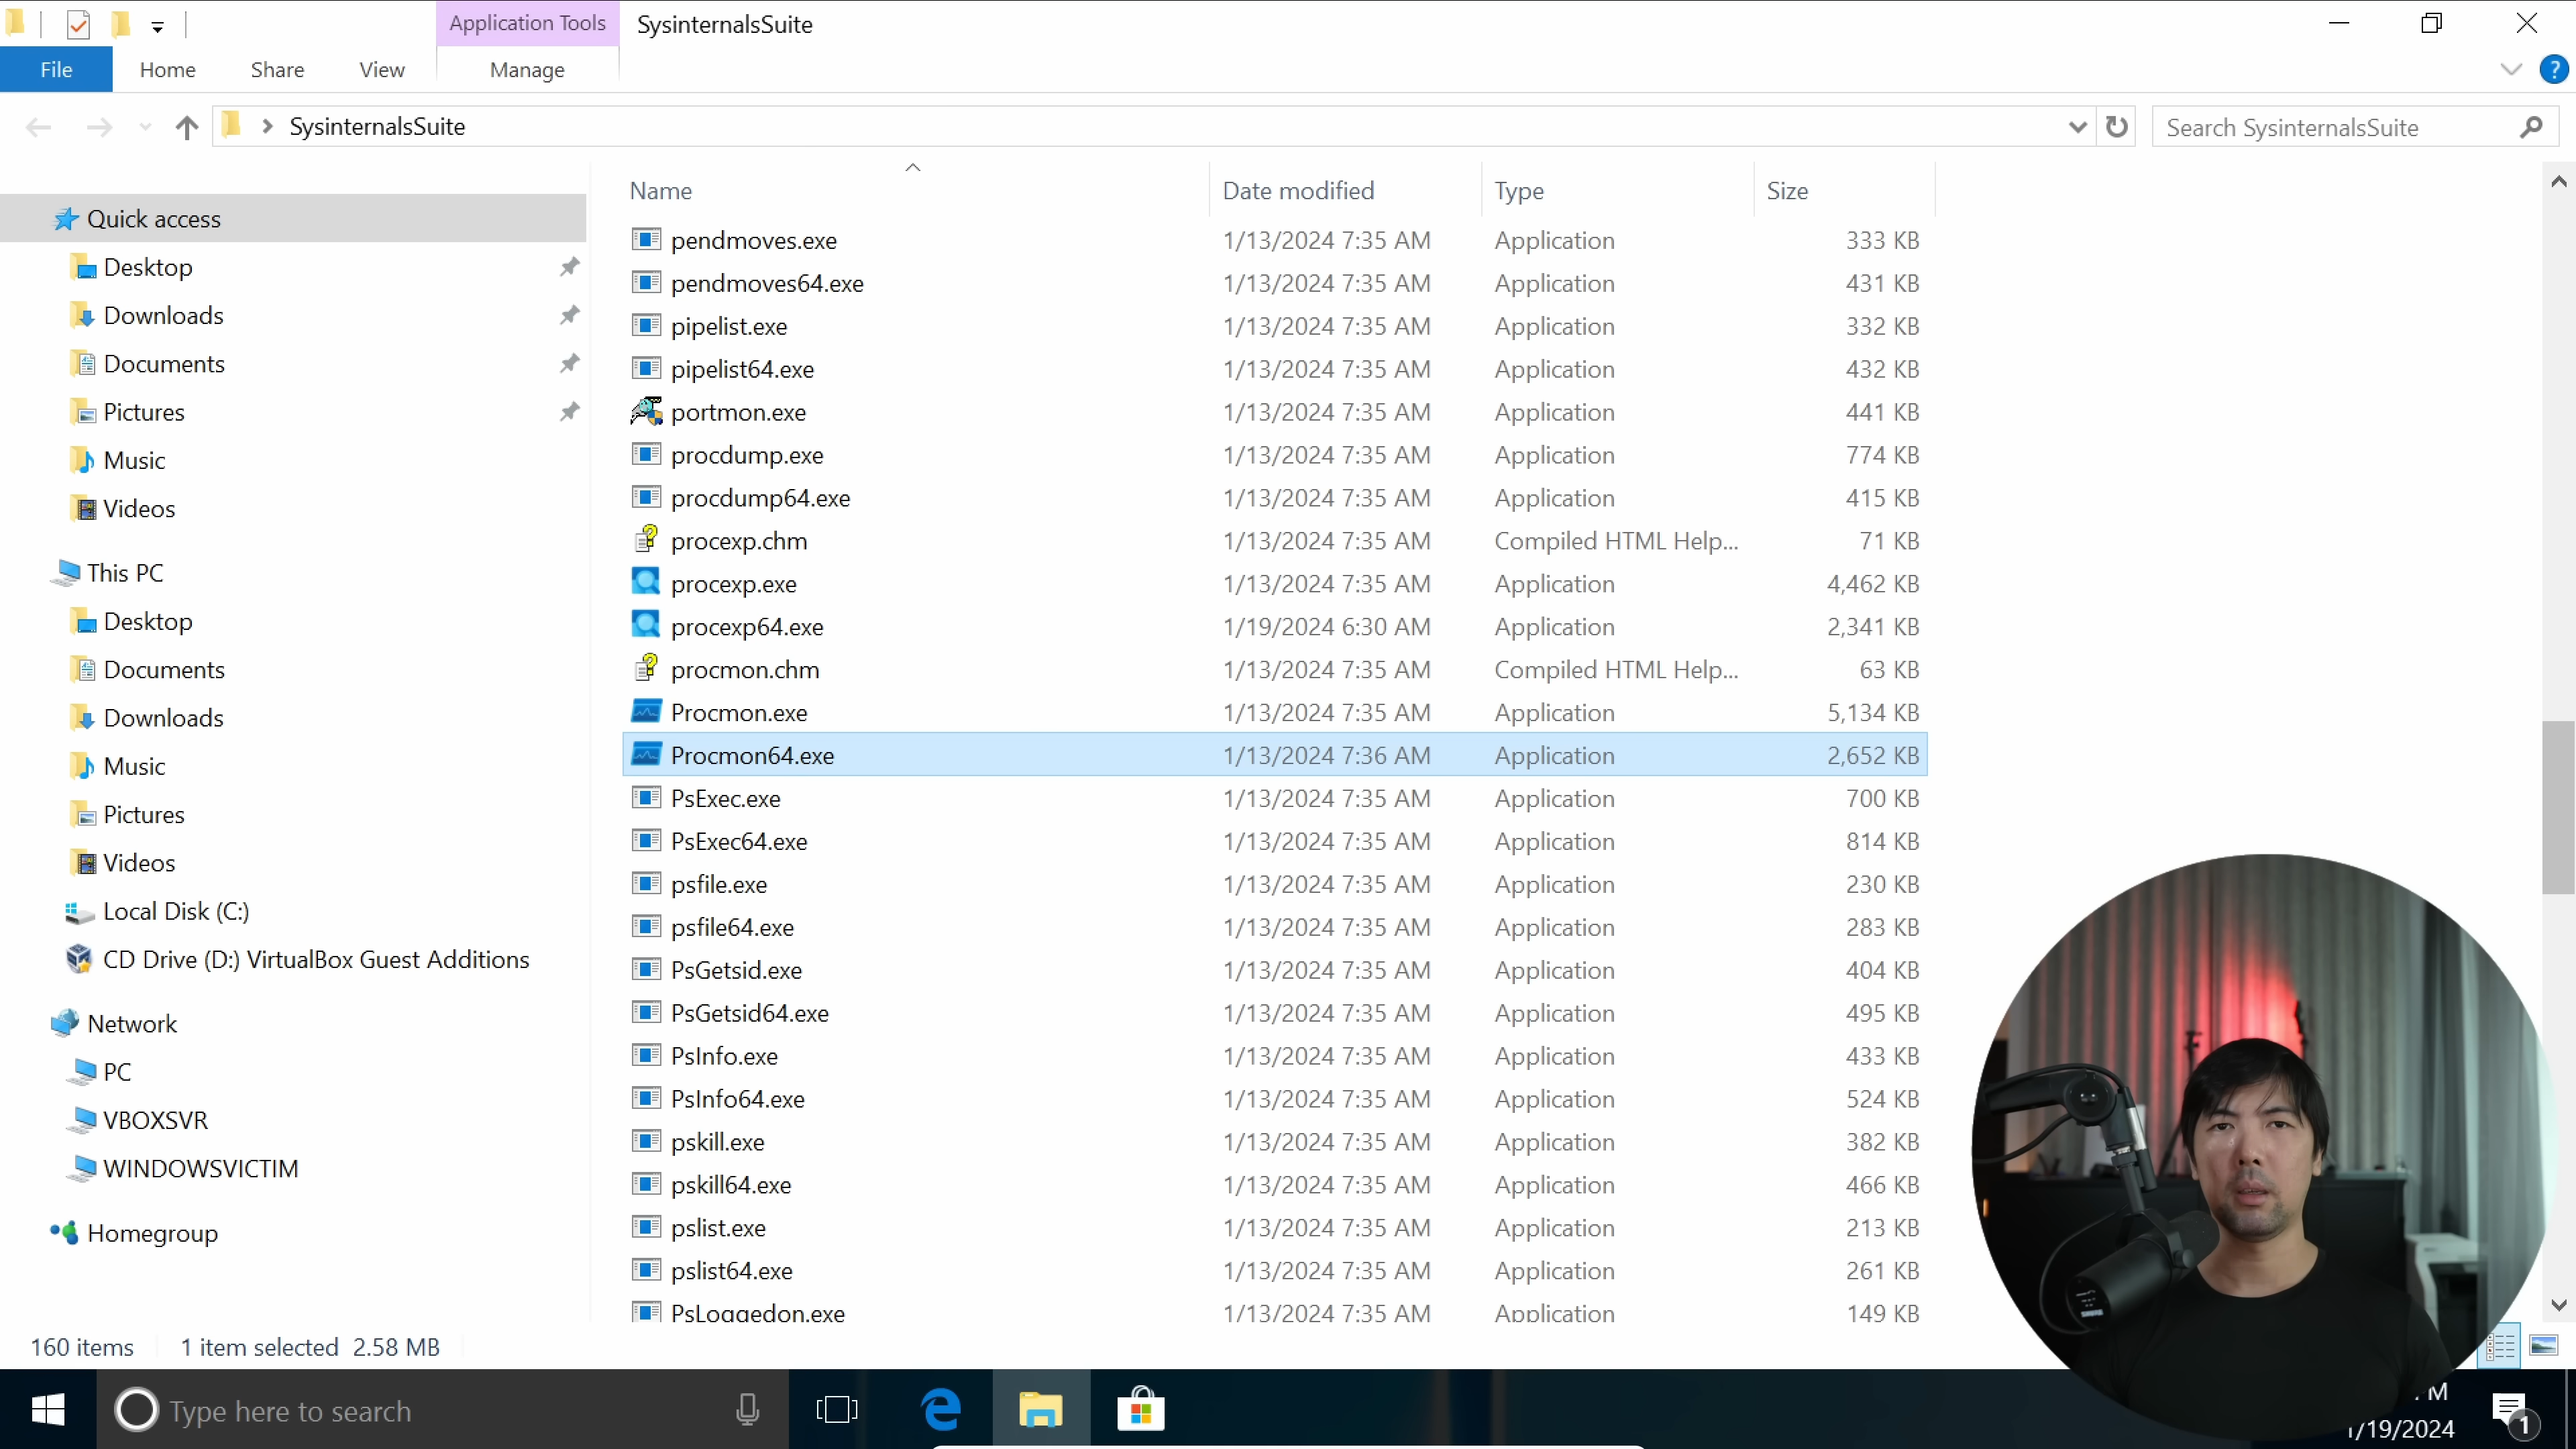 Application Tools SysinternalsSuite
File Home Share View Manage
SysinternalsSuite Search SysinternalsSuite
Name Date modified Type Size
Quick access
Desktop
Downloads
Documents
Pictures
Music
Videos
This PC
Desktop
Documents
Downloads
Music
Pictures
Videos
Local Disk (C:)
CD Drive (D:) VirtualBox Guest Additions
Network
PC
VBOXSVR
WINDOWSVICTIM
Homegroup
pendmoves.exe 1/13/2024 7:35 AM Application 333 KB
pendmoves64.exe 1/13/2024 7:35 AM Application 431 KB
pipelist.exe 1/13/2024 7:35 AM Application 332 KB
pipelist64.exe 1/13/2024 7:35 AM Application 432 KB
portmon.exe 1/13/2024 7:35 AM Application 441 KB
procdump.exe 1/13/2024 7:35 AM Application 774 KB
procdump64.exe 1/13/2024 7:35 AM Application 415 KB
procexp.chm 1/13/2024 7:35 AM Compiled HTML Help... 71 KB
procexp.exe 1/13/2024 7:35 AM Application 4,462 KB
procexp64.exe 1/19/2024 6:30 AM Application 2,341 KB
procmon.chm 1/13/2024 7:35 AM Compiled HTML Help... 63 KB
Procmon.exe 1/13/2024 7:35 AM Application 5,134 KB
Procmon64.exe 1/13/2024 7:36 AM Application 2,652 KB
PsExec.exe 1/13/2024 7:35 AM Application 700 KB
PsExec64.exe 1/13/2024 7:35 AM Application 814 KB
psfile.exe 1/13/2024 7:35 AM Application 230 KB
psfile64.exe 1/13/2024 7:35 AM Application 283 KB
PsGetsid.exe 1/13/2024 7:35 AM Application 404 KB
PsGetsid64.exe 1/13/2024 7:35 AM Application 495 KB
PsInfo.exe 1/13/2024 7:35 AM Application 433 KB
PsInfo64.exe 1/13/2024 7:35 AM Application 524 KB
pskill.exe 1/13/2024 7:35 AM Application 382 KB
pskill64.exe 1/13/2024 7:35 AM Application 466 KB
pslist.exe 1/13/2024 7:35 AM Application 213 KB
pslist64.exe 1/13/2024 7:35 AM Application 261 KB
PsLoggedon.exe 1/13/2024 7:35 AM Application 149 KB
160 items 1 item selected 2.58 MB
Type here to search
M
1/19/2024
1